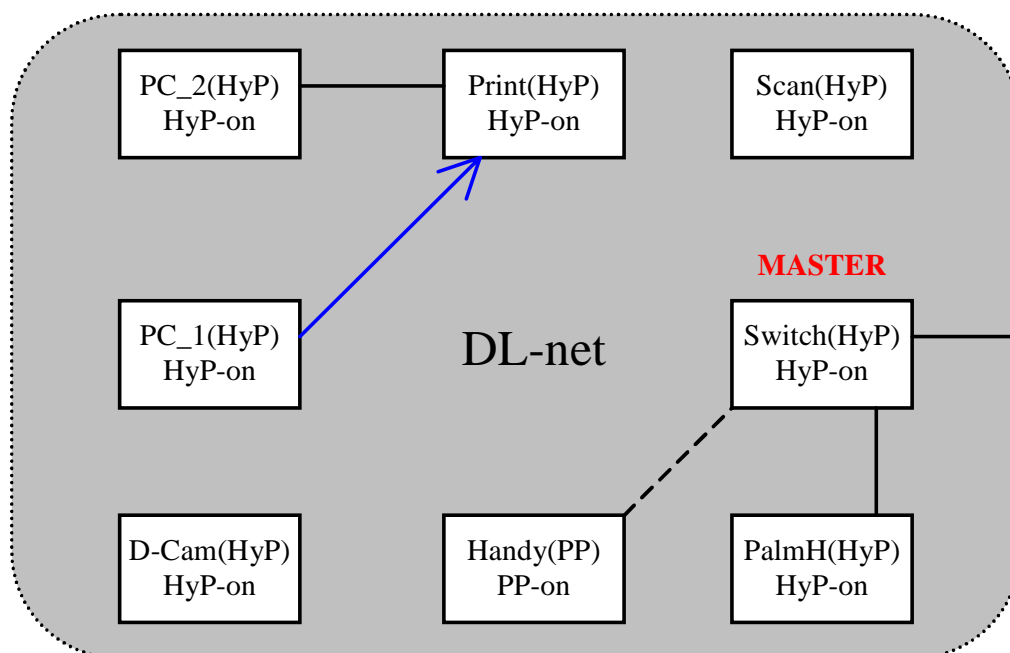 PC_2(HyP)
HyP-on
Print(HyP)
HyP-on
Scan(HyP)
HyP-on
MASTER
PC_1(HyP)
HyP-on
DL-net
Switch(HyP)
HyP-on
D-Cam(HyP)
HyP-on
Handy(PP)
PP-on
PalmH(HyP)
HyP-on